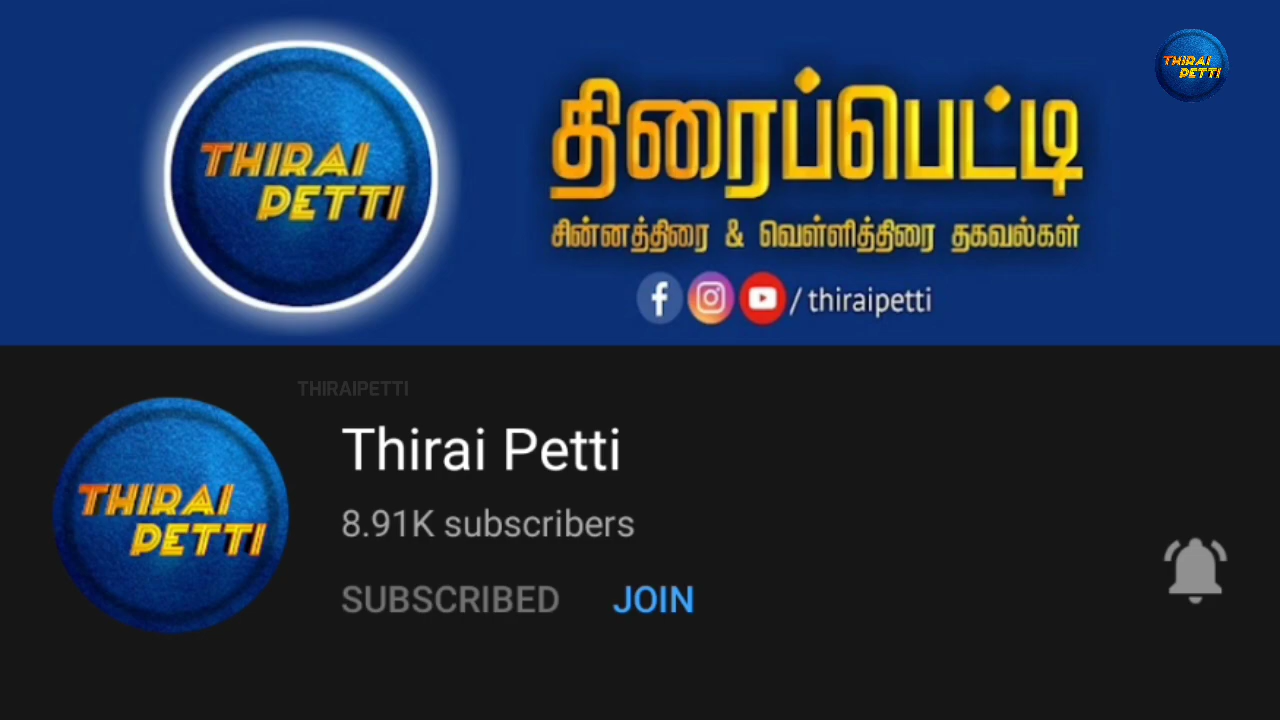 THIRAI
PETTI
திரைப்பெட்டி
சின்னத்திரை & வெள்ளித்திரை தகவல்கள்
/ thiraipetti
THIRAI
PETTI
THIRAIPETTI
Thirai Petti
8.91K subscribers
SUBSCRIBED JOIN
THIRAI
PETTI